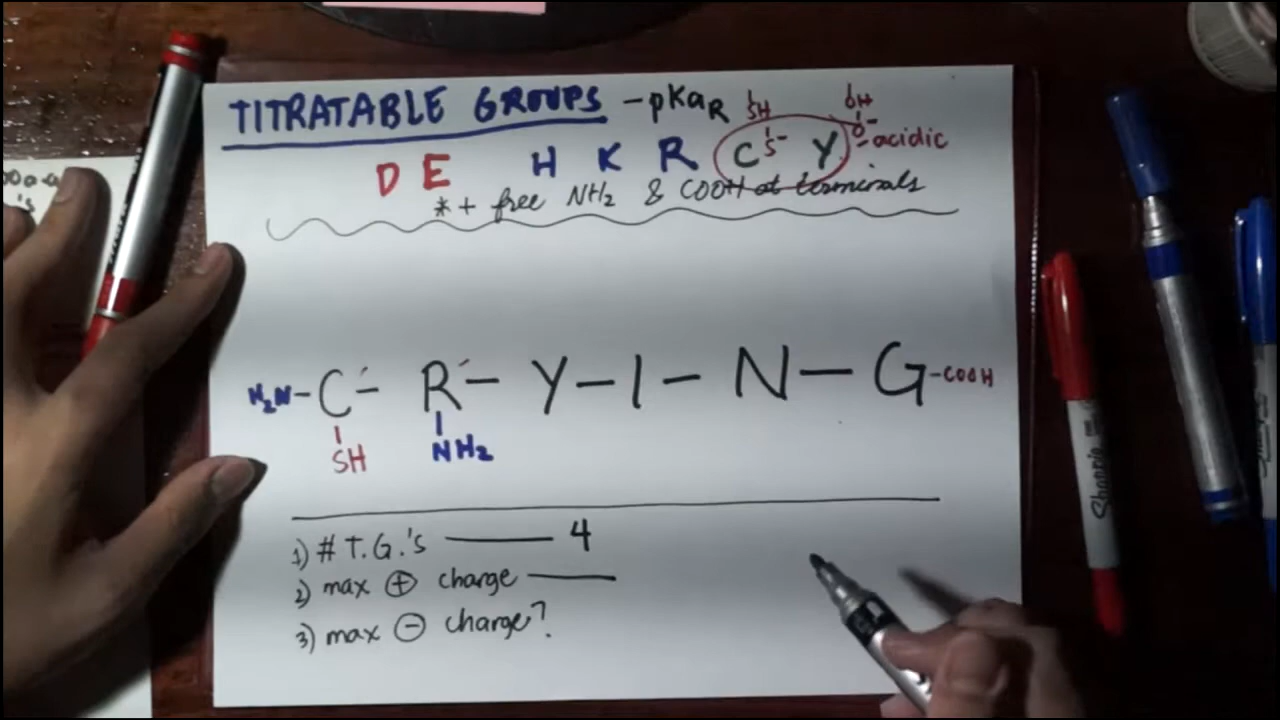 TITRATABLE GROUPS - pKaR
SH OH
D E H K R C S- Y O- - acidic
* + free NH2 & COOH at terminals
H2N - C - R - Y - I - N - G - COOH
SH NH2
1) # T.G.'s —— 4
2) max ⊕ charge ——
3) max ⊖ charge?
Sharpie